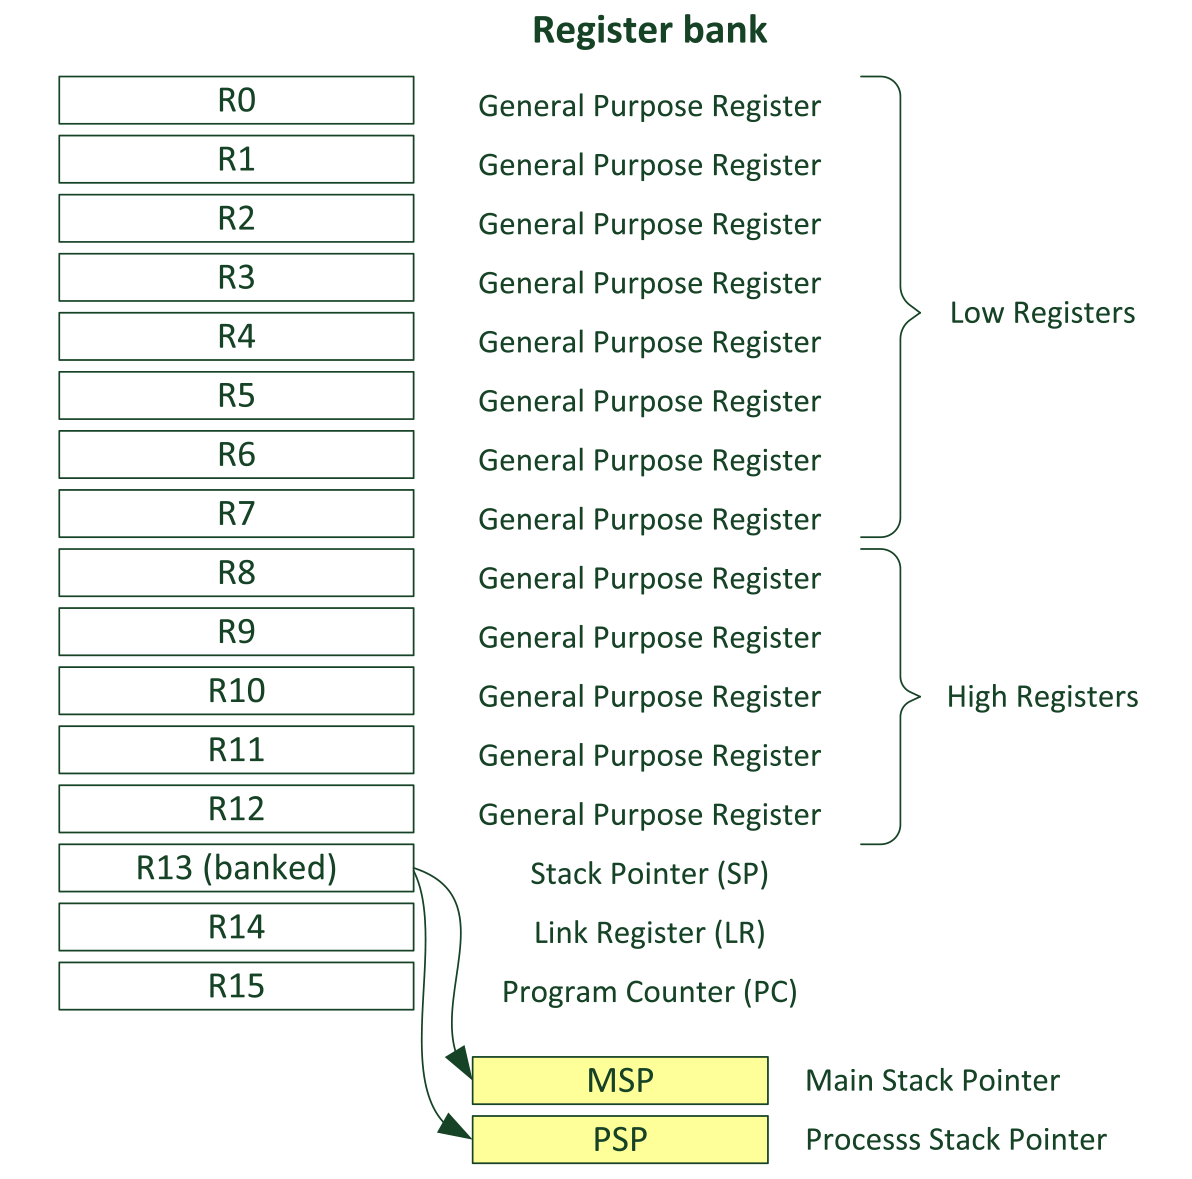 Register bank
R0 General Purpose Register
R1 General Purpose Register
R2 General Purpose Register
R3 General Purpose Register
Low Registers
R4 General Purpose Register
R5 General Purpose Register
R6 General Purpose Register
R7 General Purpose Register
R8 General Purpose Register
R9 General Purpose Register
R10 General Purpose Register
High Registers
R11 General Purpose Register
R12 General Purpose Register
R13 (banked) Stack Pointer (SP)
R14 Link Register (LR)
R15 Program Counter (PC)
MSP Main Stack Pointer
PSP Processs Stack Pointer